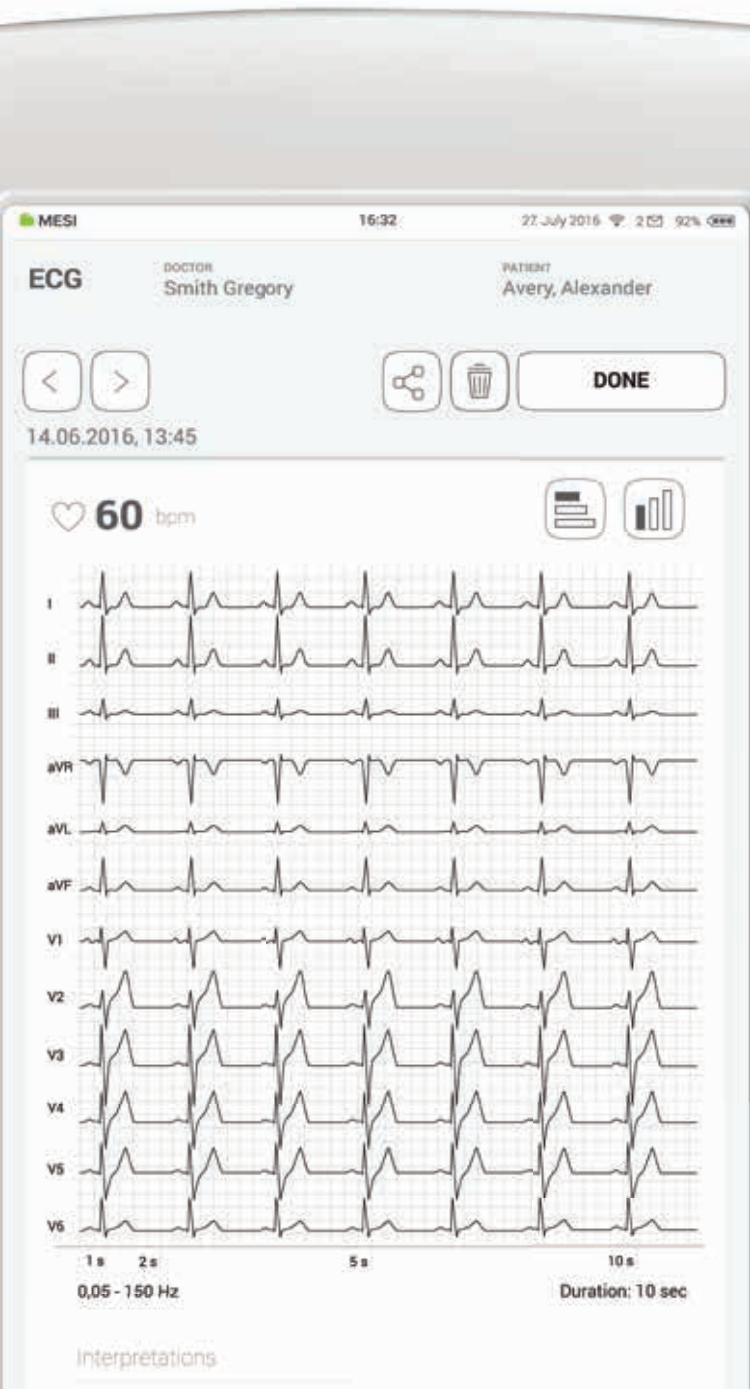 MESI 16:32 27. July 2016 2 92%
ECG DOCTOR PATIENT
Smith Gregory Avery, Alexander
< > DONE
14.06.2016, 13:45
60 bpm
I
II
III
aVR
aVL
aVF
V1
V2
V3
V4
V5
V6
1 s 2 s 5 s 10 s
0,05 - 150 Hz Duration: 10 sec
Interpretations